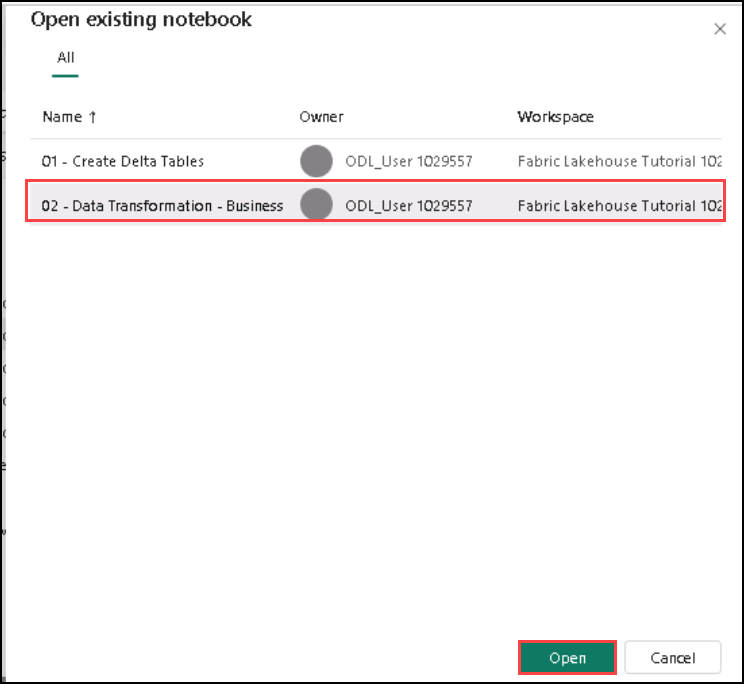 Open existing notebook
All
Name ↑ Owner Workspace
01 - Create Delta Tables ODL_User 1029557 Fabric Lakehouse Tutorial 102
02 - Data Transformation - Business ODL_User 1029557 Fabric Lakehouse Tutorial 102
Open Cancel